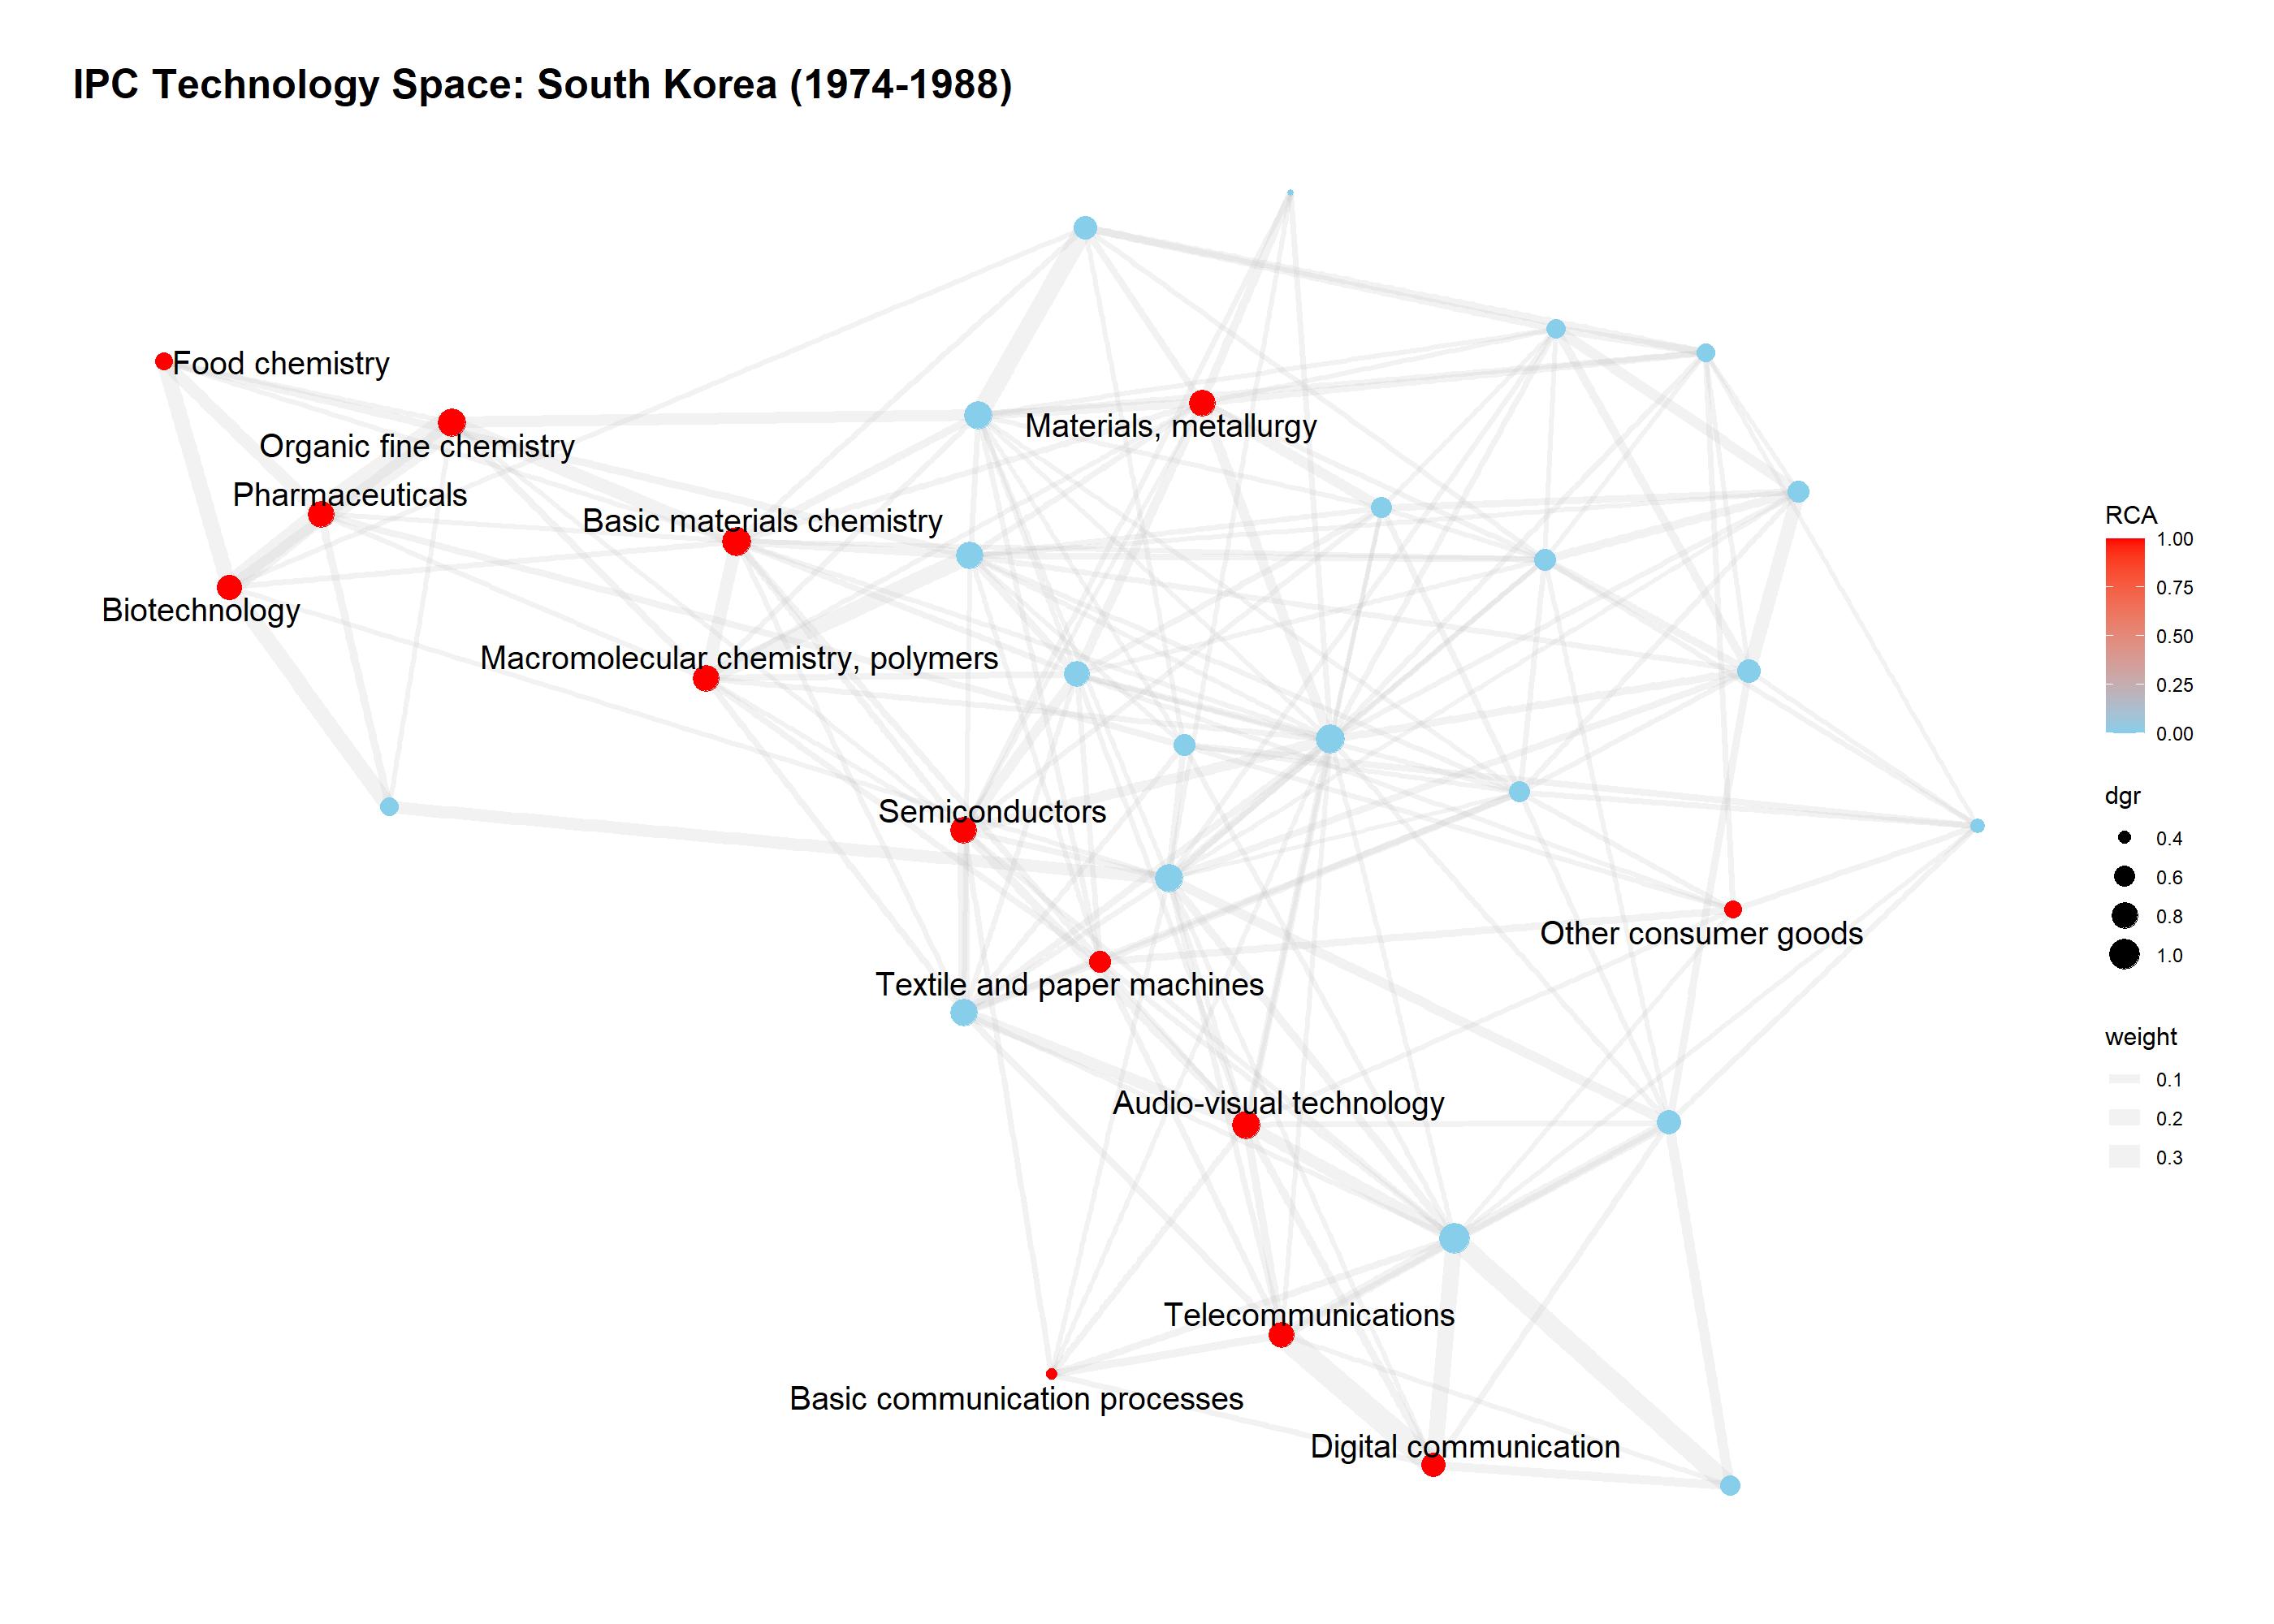 IPC Technology Space: South Korea (1974-1988)
Food chemistry
Materials, metallurgy
Organic fine chemistry
Pharmaceuticals
Basic materials chemistry
Biotechnology
Macromolecular chemistry, polymers
Semiconductors
Other consumer goods
Textile and paper machines
Audio-visual technology
Telecommunications
Basic communication processes
Digital communication
RCA
1.00
0.75
0.50
0.25
0.00
dgr
0.4
0.6
0.8
1.0
weight
0.1
0.2
0.3